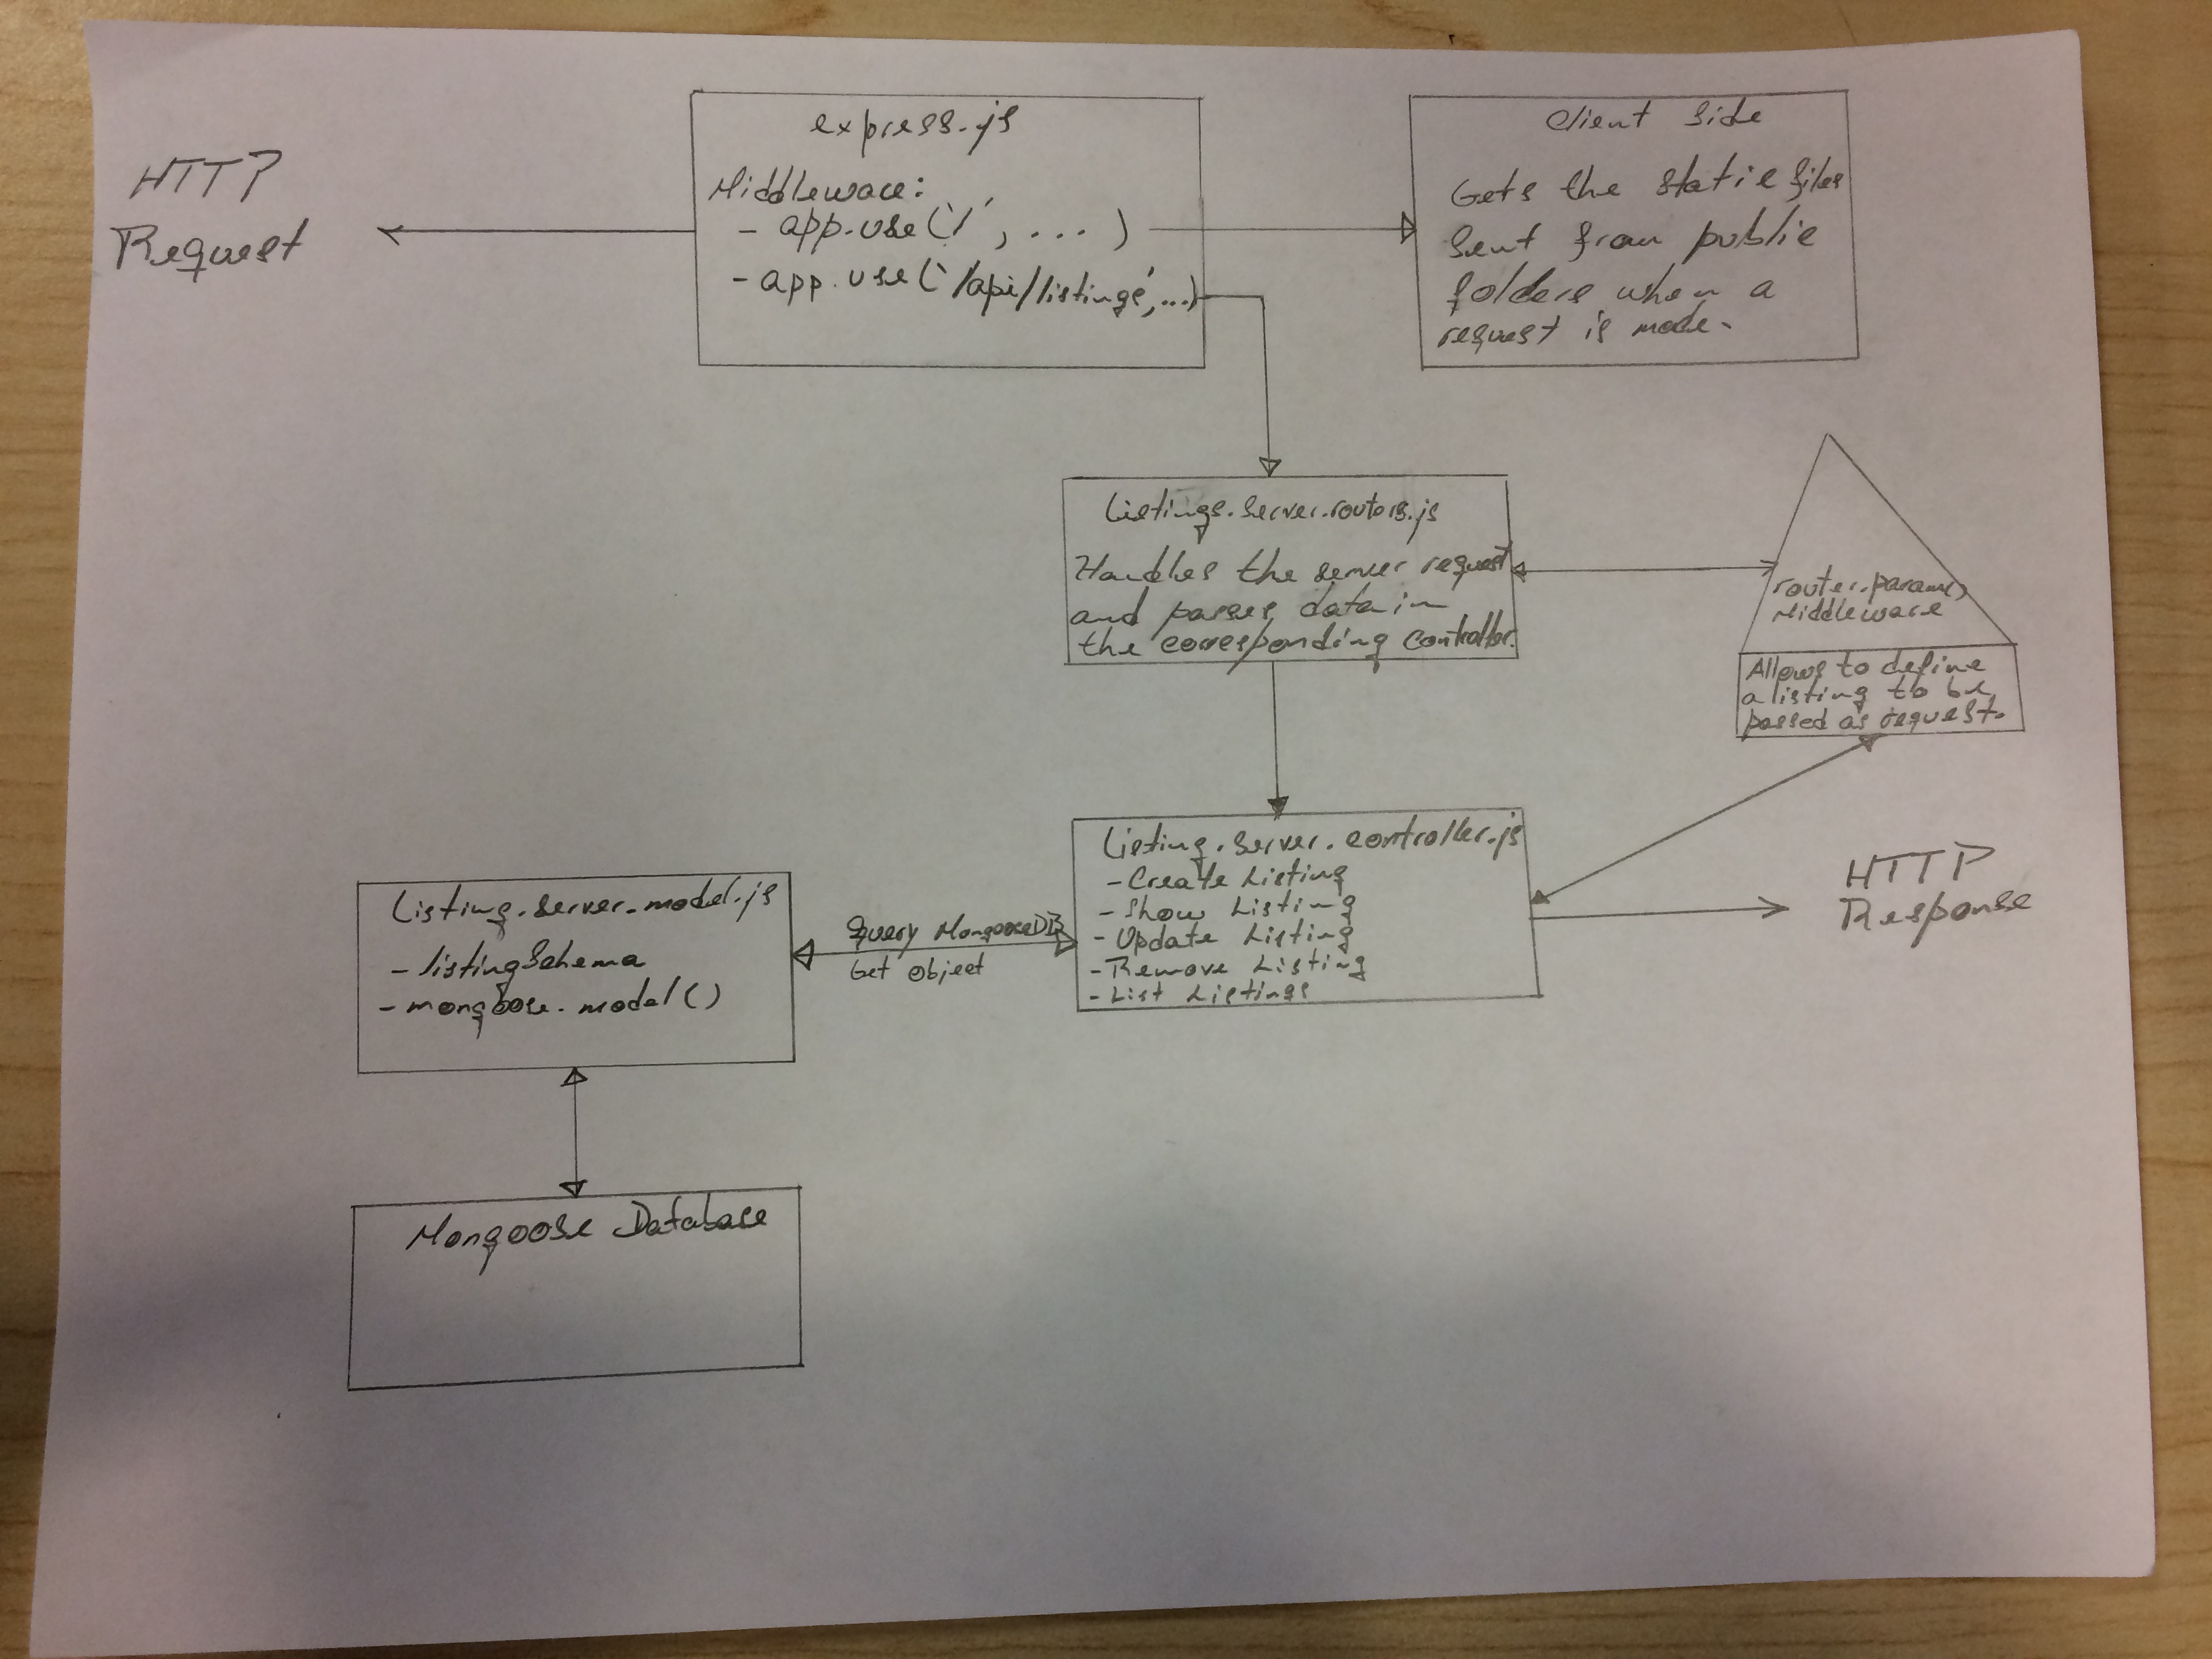 HTTP
Request
express.js
Middleware:
- app.use('/', ...)
- app.use('/api/listings', ...)
Client Side
Gets the static files
sent from public
folders when a
request is made.
Listings.server.routers.js
Handles the server request
and parses data in
the corresponding controller.
router.param()
Middleware
Allows to define
a listing to be
passed as request.
Listing.server.controller.js
- Create Listing
- Show Listing
- Update Listing
- Remove Listing
- List Listings
HTTP
Response
Query MongooseDB
Get Object
Listing.server.model.js
- listingSchema
- mongoose.model()
Mongoose Database